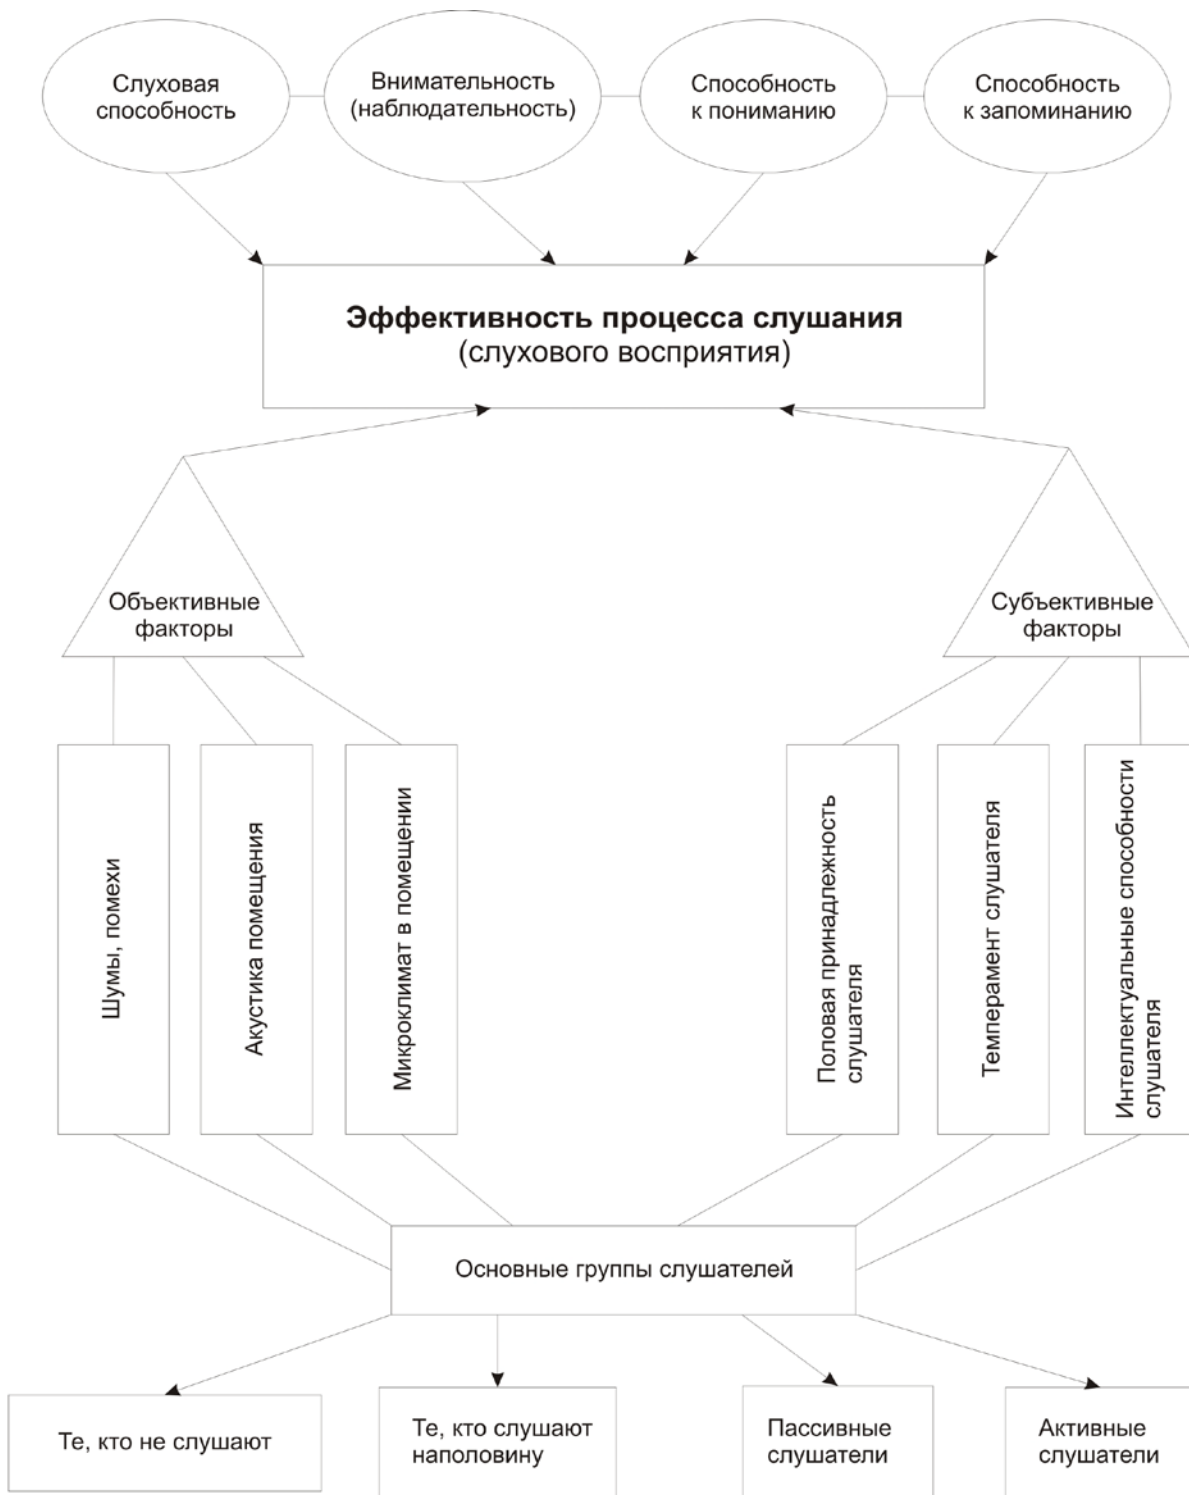 Слуховая
способность
Внимательность
(наблюдательность)
Способность
к пониманию
Способность
к запоминанию
Эффективность процесса слушания
(слухового восприятия)
Объективные
факторы
Субъективные
факторы
Шумы, помехи
Акустика помещения
Микроклимат в помещении
Половая принадлежность
слушателя
Темперамент слушателя
Интеллектуальные способности
слушателя
Основные группы слушателей
Те, кто не слушают
Те, кто слушают
наполовину
Пассивные
слушатели
Активные
слушатели